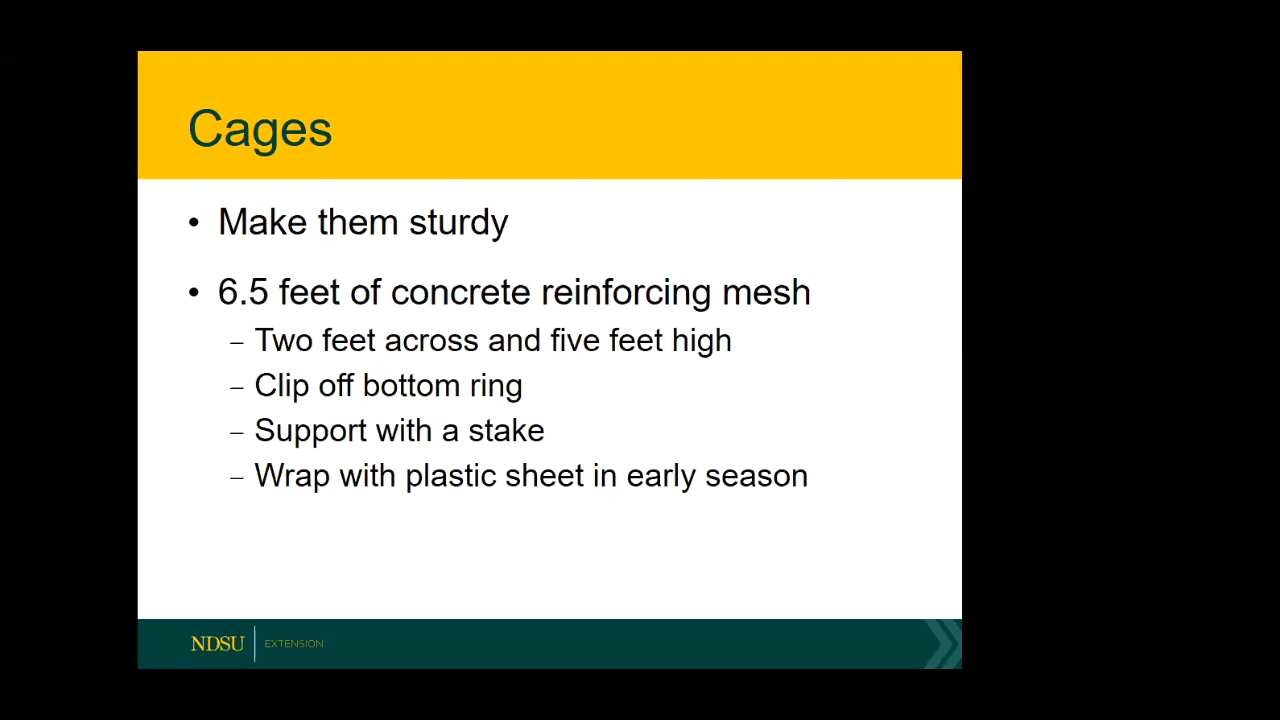 Cages
• Make them sturdy
• 6.5 feet of concrete reinforcing mesh
– Two feet across and five feet high
– Clip off bottom ring
– Support with a stake
– Wrap with plastic sheet in early season
NDSU EXTENSION